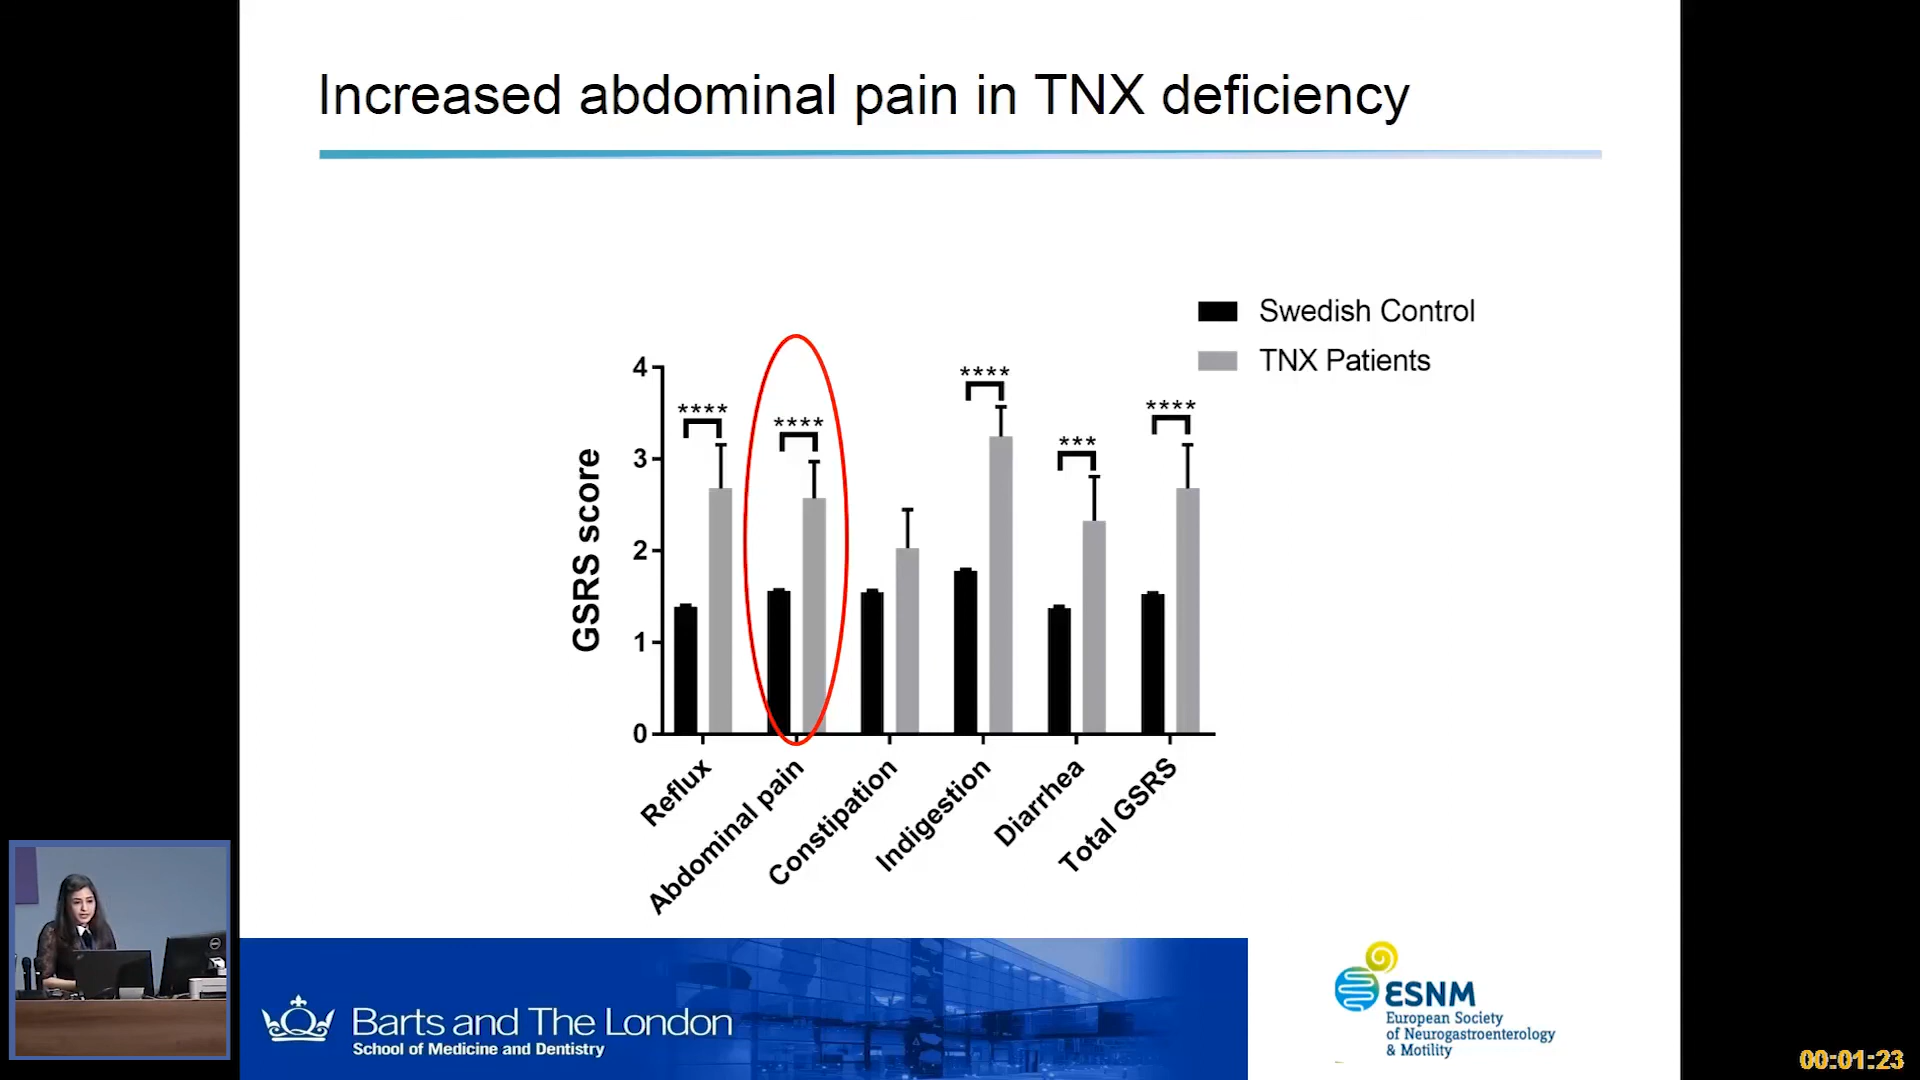 Increased abdominal pain in TNX deficiency
Swedish Control
TNX Patients
GSRS score
4
3
2
1
0
****
****
****
***
****
Reflux
Abdominal pain
Constipation
Indigestion
Diarrhea
Total GSRS
Barts and The London
School of Medicine and Dentistry
ESNM
European Society
of Neurogastroenterology
& Motility
00:01:23